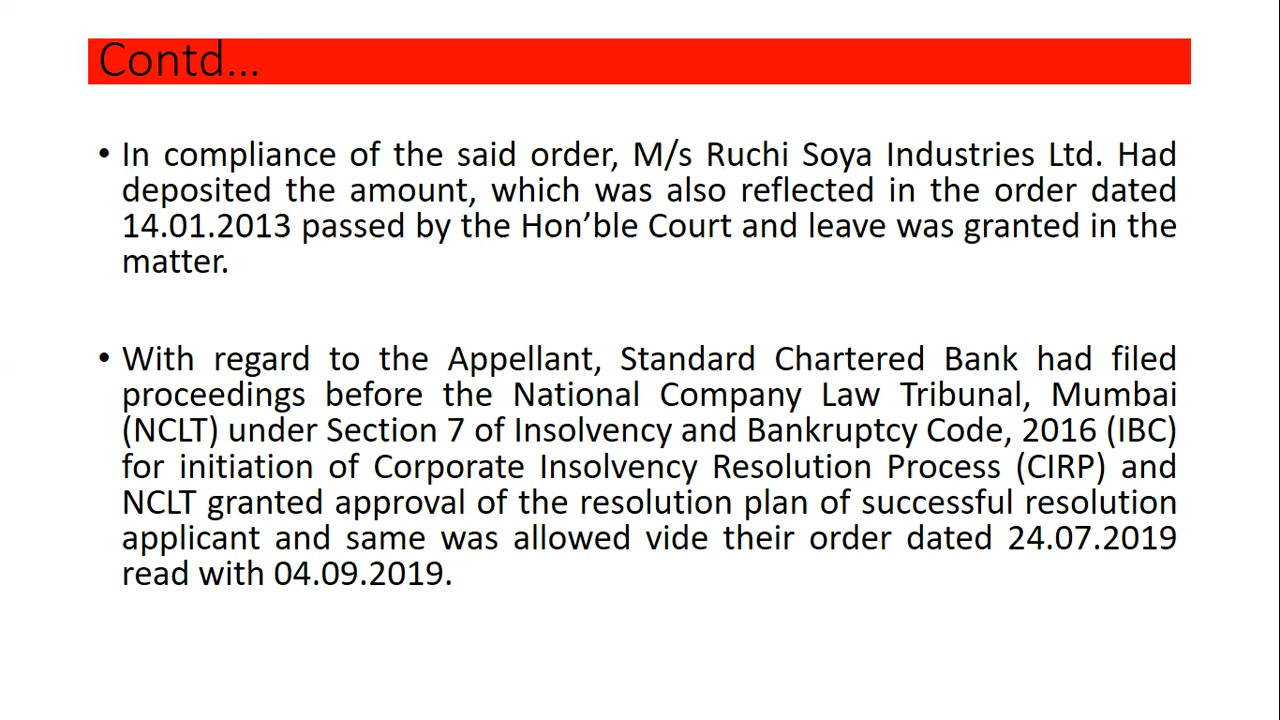 Contd...
• In compliance of the said order, M/s Ruchi Soya Industries Ltd. Had
deposited the amount, which was also reflected in the order dated
14.01.2013 passed by the Hon’ble Court and leave was granted in the
matter.
• With regard to the Appellant, Standard Chartered Bank had filed
proceedings before the National Company Law Tribunal, Mumbai
(NCLT) under Section 7 of Insolvency and Bankruptcy Code, 2016 (IBC)
for initiation of Corporate Insolvency Resolution Process (CIRP) and
NCLT granted approval of the resolution plan of successful resolution
applicant and same was allowed vide their order dated 24.07.2019
read with 04.09.2019.